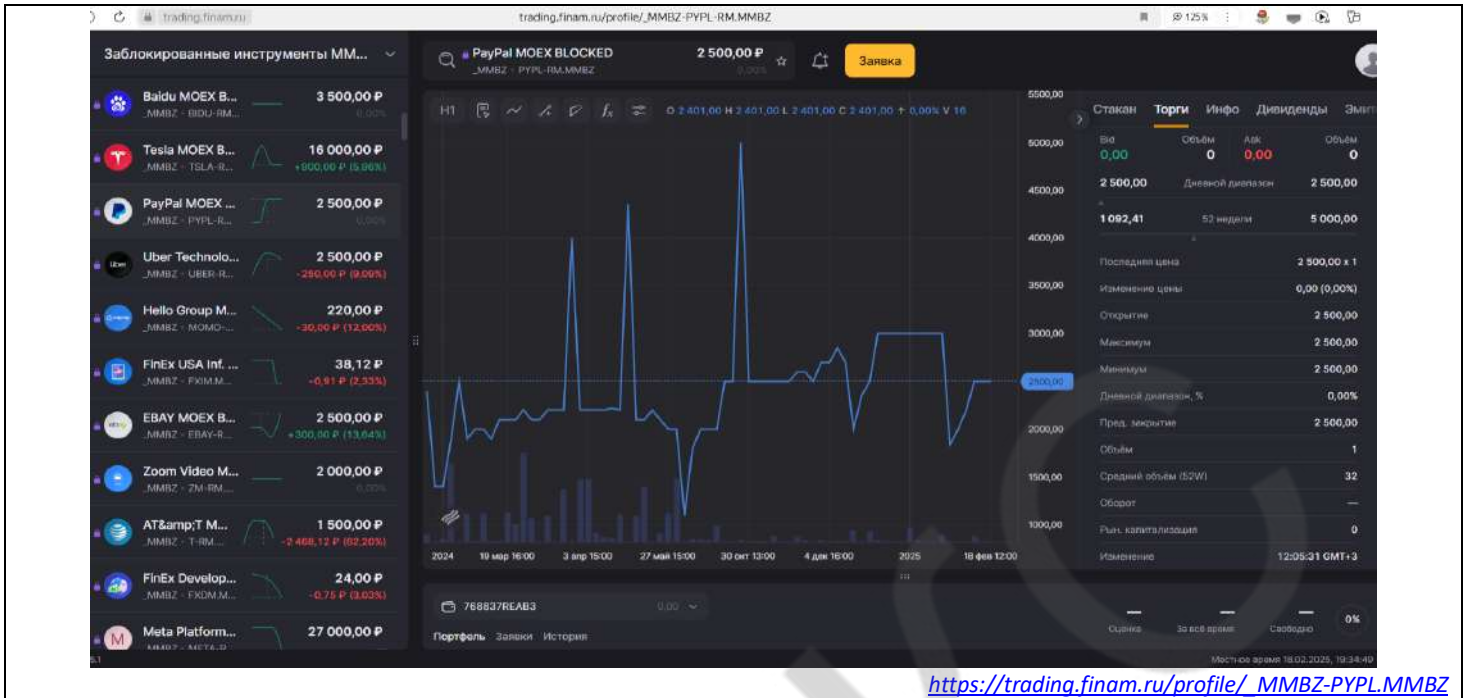 trading.finam.ru
trading.finam.ru/profile/_MMBZ-PYPL-RM.MMBZ
125%
Заблокированные инструменты ММ...
Baidu MOEX B...
3 500,00 ₽
_MMBZ - BIDU-RM...
0,00%
Tesla MOEX B...
16 000,00 ₽
_MMBZ - TSLA-R...
+900,00 ₽ (5,96%)
PayPal MOEX ...
2 500,00 ₽
_MMBZ - PYPL-R...
0,00%
Uber Technolo...
2 500,00 ₽
_MMBZ - UBER-R...
-250,00 ₽ (9,09%)
Hello Group M...
220,00 ₽
_MMBZ - MOMO-...
-30,00 ₽ (12,00%)
FinEx USA Inf. ...
38,12 ₽
_MMBZ - FXIM.M...
-0,91 ₽ (2,33%)
EBAY MOEX B...
2 500,00 ₽
_MMBZ - EBAY-R...
+300,00 ₽ (13,64%)
Zoom Video M...
2 000,00 ₽
_MMBZ - ZM-RM....
0,00%
AT&amp;T M...
1 500,00 ₽
_MMBZ - T-RM....
-2 468,12 ₽ (62,20%)
FinEx Develop...
24,00 ₽
_MMBZ - FXDM.M...
-0,75 ₽ (3,03%)
Meta Platform...
27 000,00 ₽
PayPal MOEX BLOCKED
2 500,00 ₽
_MMBZ - PYPL-RM.MMBZ
0,00%
Заявка
H1
O 2 401,00 H 2 401,00 L 2 401,00 C 2 401,00 + 0,00% V 16
5500,00
5000,00
4500,00
4000,00
3500,00
3000,00
2500,00
2000,00
1500,00
1000,00
2024 19 мар 16:00 3 апр 15:00 27 май 15:00 30 окт 13:00 4 дек 16:00 2025 18 фев 12:00
768837REAB3
0,00
Портфель Заявки История
Стакан Торги Инфо Дивиденды Эмит
Bid Объём Ask Объём
0,00 0 0,00 0
2 500,00 Дневной диапазон 2 500,00
1 092,41 52 недели 5 000,00
Последняя цена 2 500,00 x 1
Изменение цены 0,00 (0,00%)
Открытие 2 500,00
Максимум 2 500,00
Минимум 2 500,00
Дневной диапазон, % 0,00%
Пред. закрытие 2 500,00
Объём 1
Средний объём (52W) 32
Оборот —
Рын. капитализация 0
Изменение 12:05:31 GMT+3
— — —
Оценка За всё время Свободно
0%
Местное время 18.02.2025, 19:34:49
https://trading.finam.ru/profile/_MMBZ-PYPL.MMBZ